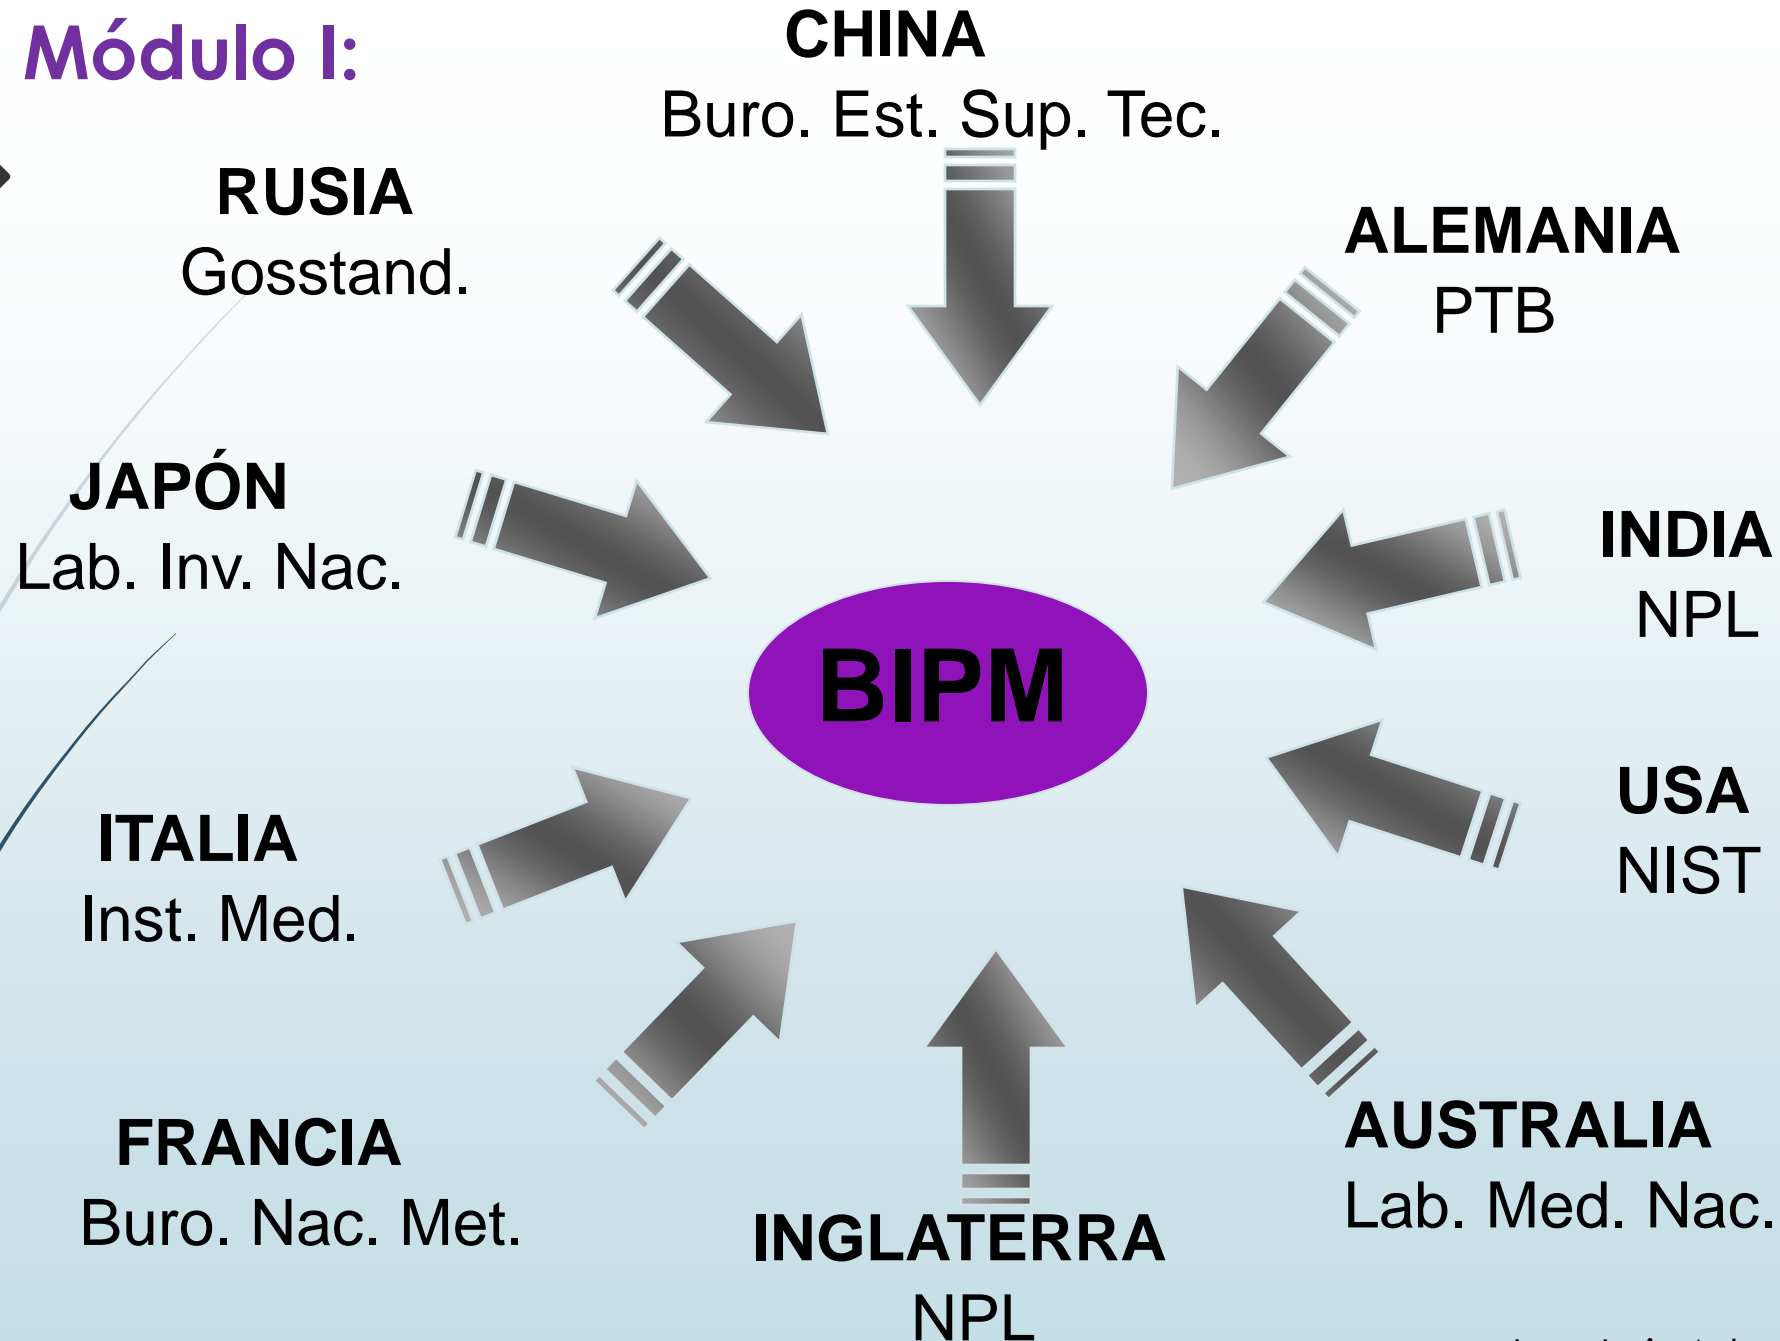 Módulo I:
CHINA
Buro. Est. Sup. Tec.
RUSIA
Gosstand.
ALEMANIA
PTB
JAPÓN
Lab. Inv. Nac.
INDIA
NPL
BIPM
USA
NIST
ITALIA
Inst. Med.
FRANCIA
Buro. Nac. Met.
AUSTRALIA
Lab. Med. Nac.
INGLATERRA
NPL